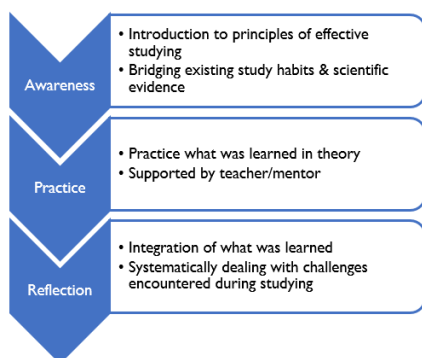 Awareness
• Introduction to principles of effective
studying
• Bridging existing study habits & scientific
evidence
Practice
• Practice what was learned in theory
• Supported by teacher/mentor
Reflection
• Integration of what was learned
• Systematically dealing with challenges
encountered during studying